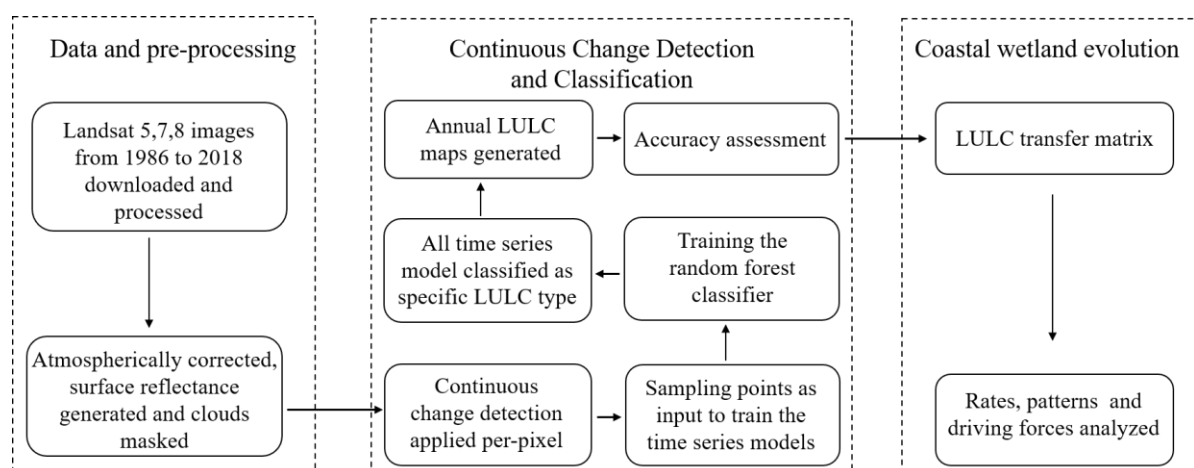 Data and pre-processing
Landsat 5,7,8 images
from 1986 to 2018
downloaded and
processed
Atmospherically corrected,
surface reflectance
generated and clouds
masked
Continuous Change Detection
and Classification
Annual LULC
maps generated
Accuracy assessment
All time series
model classified as
specific LULC type
Training the
random forest
classifier
Continuous
change detection
applied per-pixel
Sampling points as
input to train the
time series models
Coastal wetland evolution
LULC transfer matrix
Rates, patterns and
driving forces analyzed